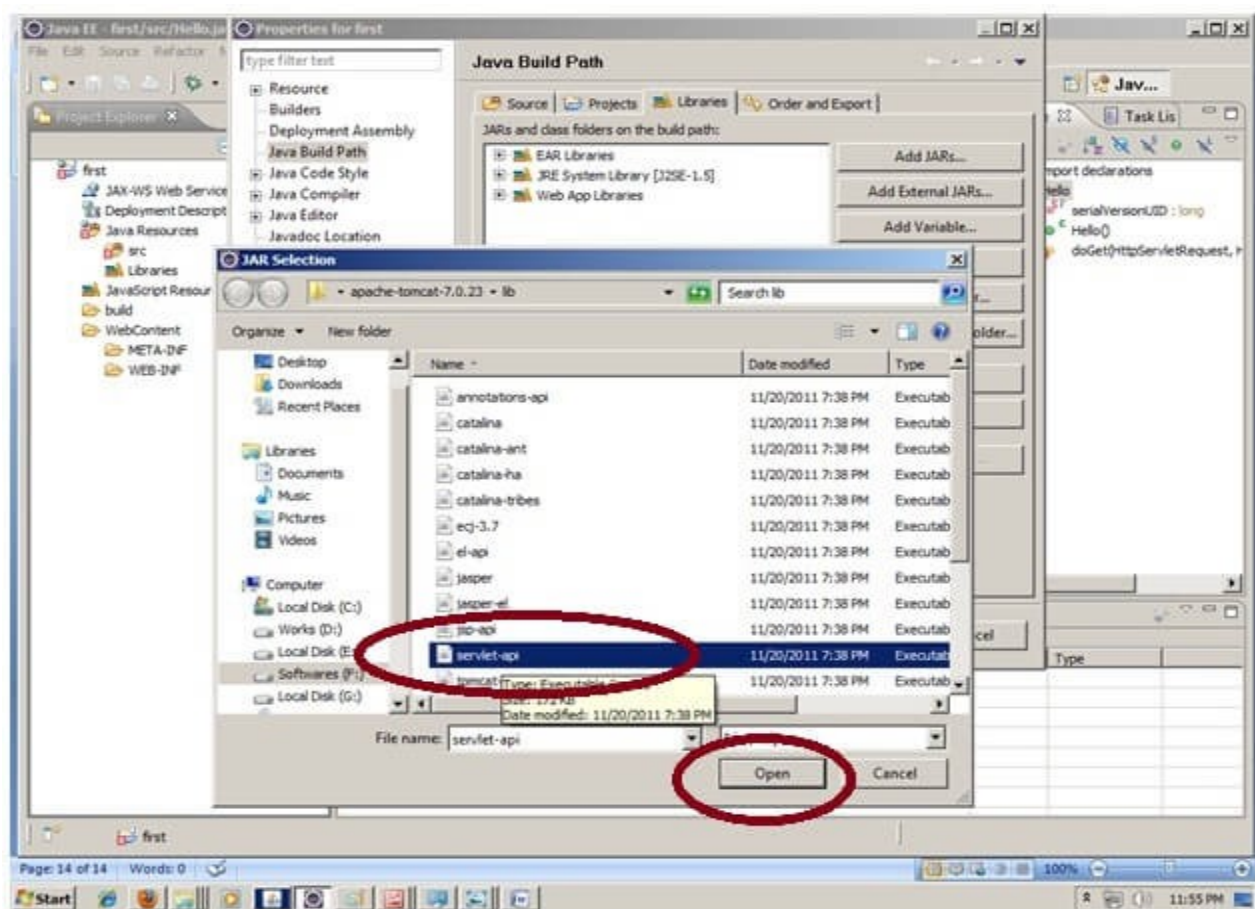 Java EE - first/src/Hello.ja
Properties for first
File Edit Source Refactor
type filter text
Java Build Path
Resource
Builders
Deployment Assembly
Java Build Path
Java Code Style
Java Compiler
Java Editor
Javadoc Location
Source Projects Libraries Order and Export
JARs and class folders on the build path:
EAR Libraries
JRE System Library [J2SE-1.5]
Web App Libraries
Add JARs...
Add External JARs...
Add Variable...
older...
cel
Jav...
Task Lis
mport declarations
Hello
serialVersionUID : long
Hello()
doGet(HttpServletRequest, H
Type
Project Explorer
first
JAX-WS Web Service
Deployment Descript
Java Resources
src
Libraries
JavaScript Resour
build
WebContent
META-INF
WEB-INF
JAR Selection
apache-tomcat-7.0.23 lib
Search lib
Organize New folder
Desktop
Downloads
Recent Places
Libraries
Documents
Music
Pictures
Videos
Computer
Local Disk (C:)
Works (D:)
Local Disk (E:
Softwares (F:)
Local Disk (G:)
Name Date modified Type
annotations-api 11/20/2011 7:38 PM Executab
catalina 11/20/2011 7:38 PM Executab
catalina-ant 11/20/2011 7:38 PM Executab
catalina-ha 11/20/2011 7:38 PM Executab
catalina-tribes 11/20/2011 7:38 PM Executab
ecj-3.7 11/20/2011 7:38 PM Executab
el-api 11/20/2011 7:38 PM Executab
jasper 11/20/2011 7:38 PM Executab
jasper-el 11/20/2011 7:38 PM Executab
jsp-api 11/20/2011 7:38 PM Executab
servlet-api 11/20/2011 7:38 PM Executab
tomcat 11/20/2011 7:38 PM Executab
Type: Executable
Size: 172 KB
Date modified: 11/20/2011 7:38 PM
File name: servlet-api
Open Cancel
first
Page: 14 of 14 Words: 0
100%
Start
11:55 PM